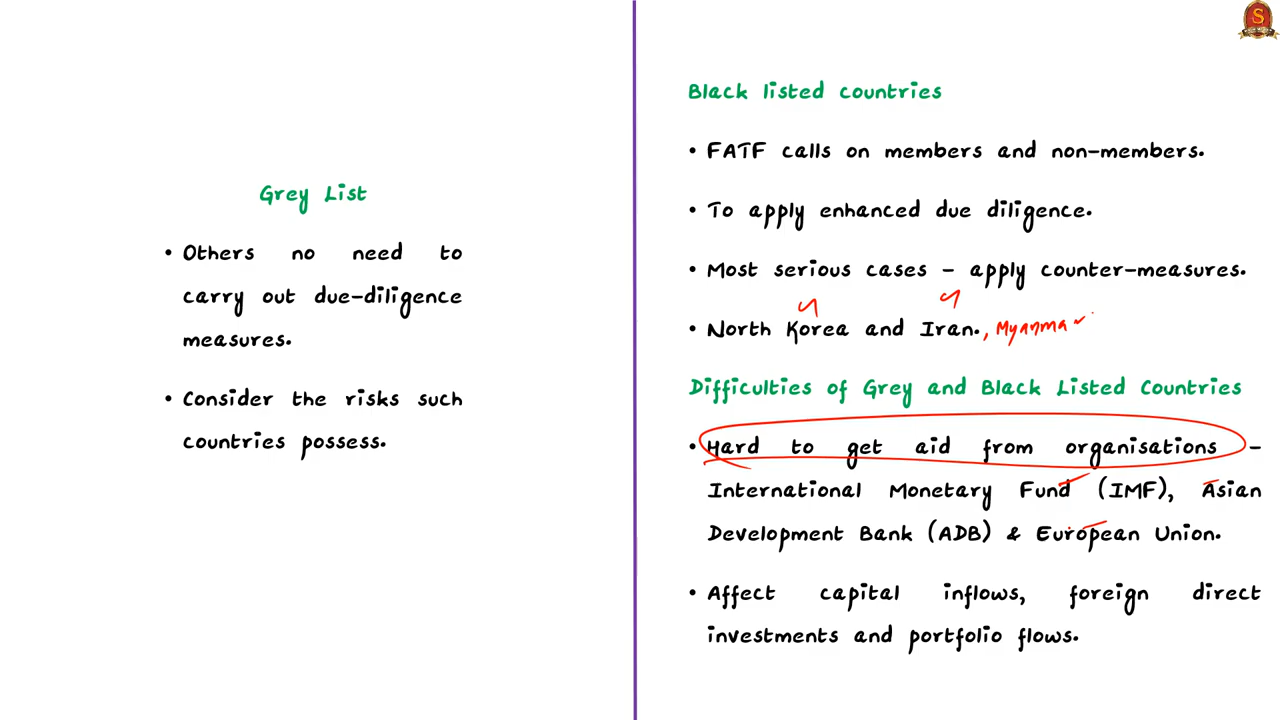 Grey List
• Others no need to
carry out due-diligence
measures.
• Consider the risks such
countries possess.
Black listed countries
• FATF calls on members and non-members.
• To apply enhanced due diligence.
• Most serious cases - apply counter-measures.
• North Korea and Iran., Myanma
Difficulties of Grey and Black Listed Countries
• Hard to get aid from organisations -
International Monetary Fund (IMF), Asian
Development Bank (ADB) & European Union.
• Affect capital inflows, foreign direct
investments and portfolio flows.
S